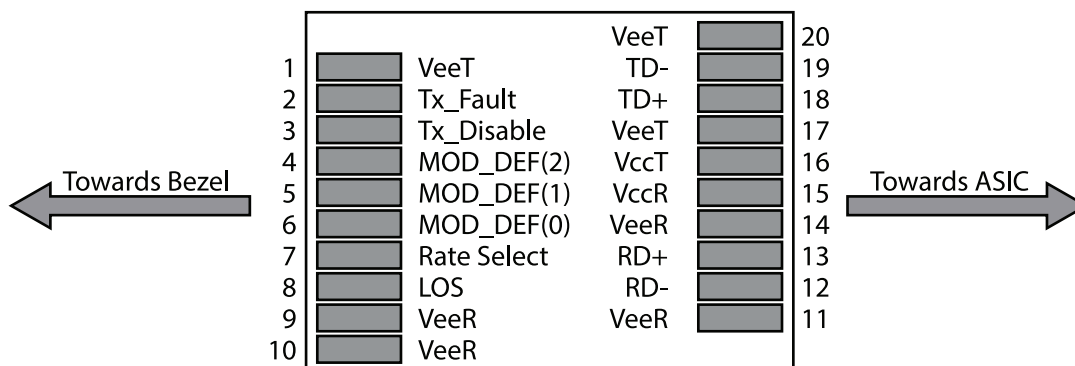 VeeT 20
1 VeeT TD- 19
2 Tx_Fault TD+ 18
3 Tx_Disable VeeT 17
4 MOD_DEF(2) VccT 16
Towards Bezel 5 MOD_DEF(1) VccR 15 Towards ASIC
6 MOD_DEF(0) VeeR 14
7 Rate Select RD+ 13
8 LOS RD- 12
9 VeeR VeeR 11
10 VeeR